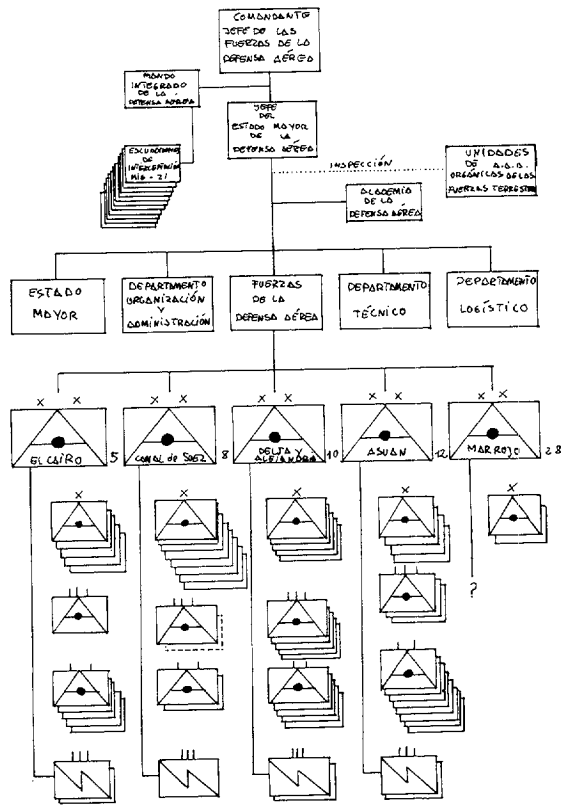 COMANDANTE
JEFE DE LAS
FUERZAS DE LA
DEFENSA AÉREA
MANDO
INTEGRADO
DE LA
DEFENSA AEREA
JEFE
DEL
ESTADO MAYOR
DE LA
DEFENSA AÉREA
ESCUADRONES
DE
INTERCEPTACIÓN
MIG - 21
INSPECCIÓN
UNIDADES
DE A.A.A.
ORGÁNICAS DE LAS
FUERZAS TERRESTRE
ACADEMIA
DE LA
DEFENSA AÉREA
ESTADO
MAYOR
DEPARTAMENTO
ORGANIZACIÓN
Y
ADMINISTRACIÓN
FUERZAS
DE LA
DEFENSA AÉREA
DEPARTAMENTO
TÉCNICO
DEPARTAMENTO
LOGÍSTICO
X X
X X
X X
X X
X X
EL CAIRO
5
CANAL de SUEZ
8
DELTA Y
ALEJANDRÍA
10
ASUAN
12
MAR ROJO
28
X
X
X
X
X
?